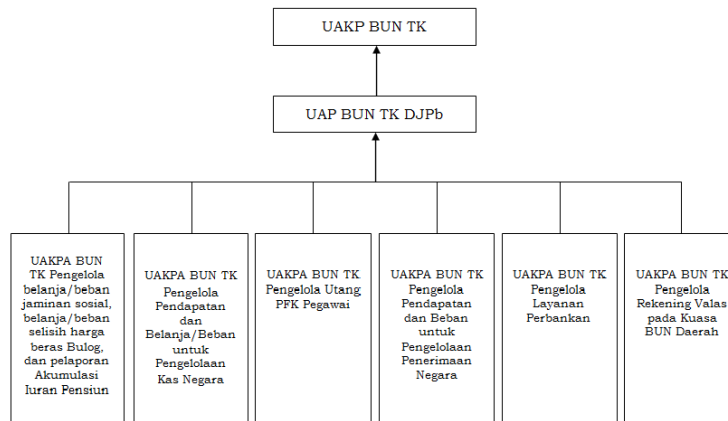 UAKP BUN TK
UAP BUN TK DJPb
UAKPA BUN
TK Pengelola
belanja/beban
jaminan sosial,
belanja/beban
selisih harga
beras Bulog,
dan pelaporan
Akumulasi
Iuran Pensiun
UAKPA BUN TK
Pengelola
Pendapatan
dan
Belanja/Beban
untuk
Pengelolaan
Kas Negara
UAKPA BUN TK
Pengelola Utang
PFK Pegawai
UAKPA BUN TK
Pengelola
Pendapatan
dan Beban
untuk
Pengelolaan
Penerimaan
Negara
UAKPA BUN TK
Pengelola
Layanan
Perbankan
UAKPA BUN TK
Pengelola
Rekening Valas
pada Kuasa
BUN Daerah